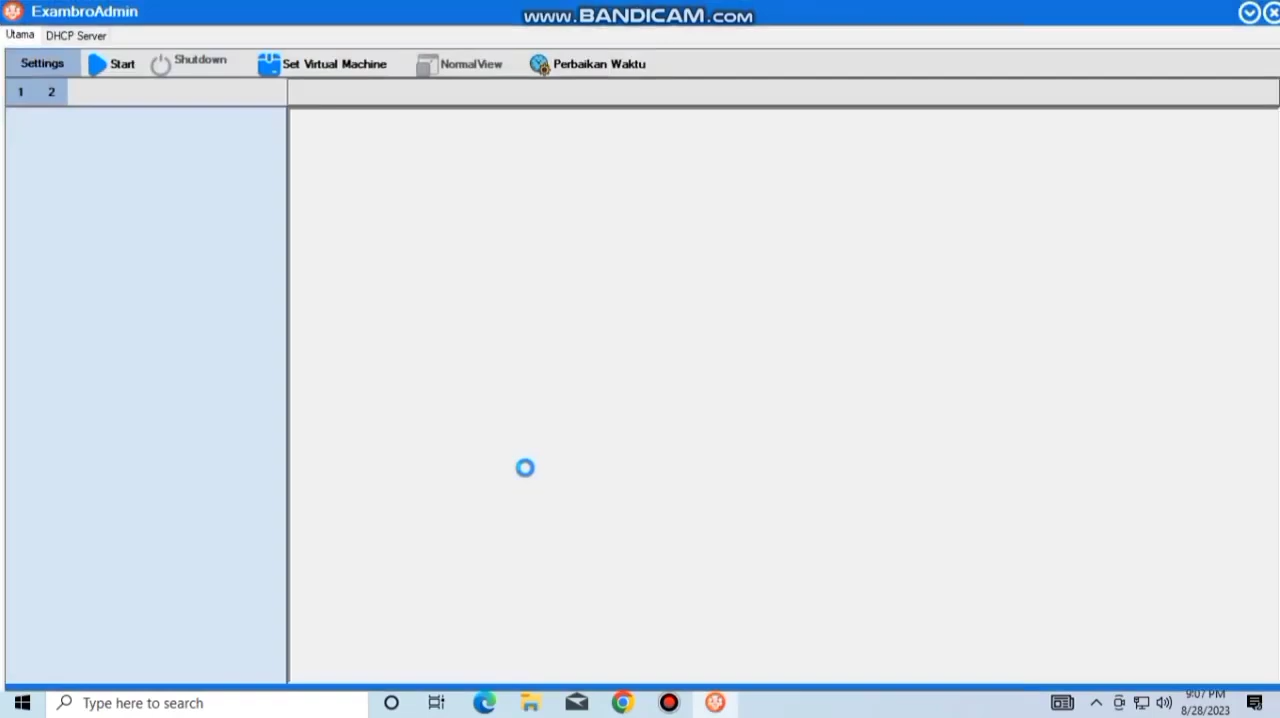 ExambroAdmin
www.BANDICAM.com
Utama DHCP Server
Settings Start Shutdown Set Virtual Machine NormalView Perbaikan Waktu
1 2
Type here to search
9:07 PM
8/28/2023